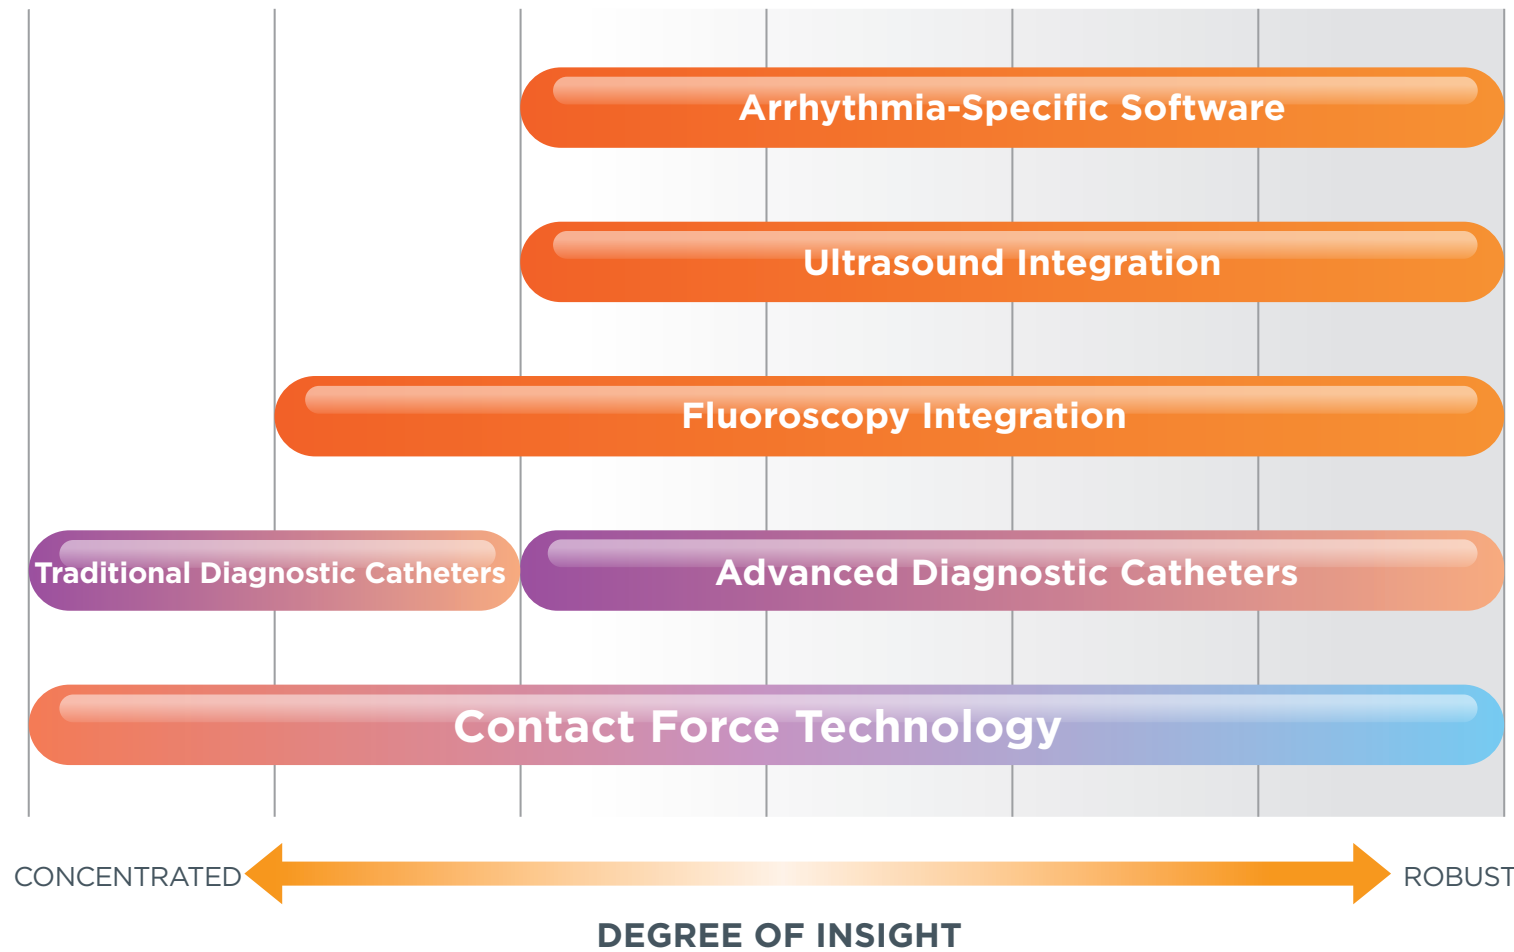 Arrhythmia-Specific Software
Ultrasound Integration
Fluoroscopy Integration
Traditional Diagnostic Catheters
Advanced Diagnostic Catheters
Contact Force Technology
CONCENTRATED
ROBUST
DEGREE OF INSIGHT